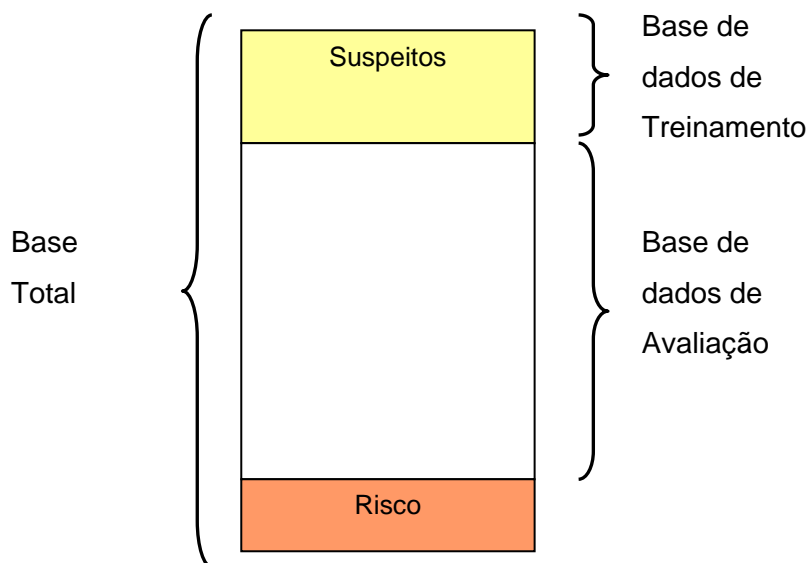 Suspeitos
Base de
dados de
Treinamento
Base
Total
Base de
dados de
Avaliação
Risco